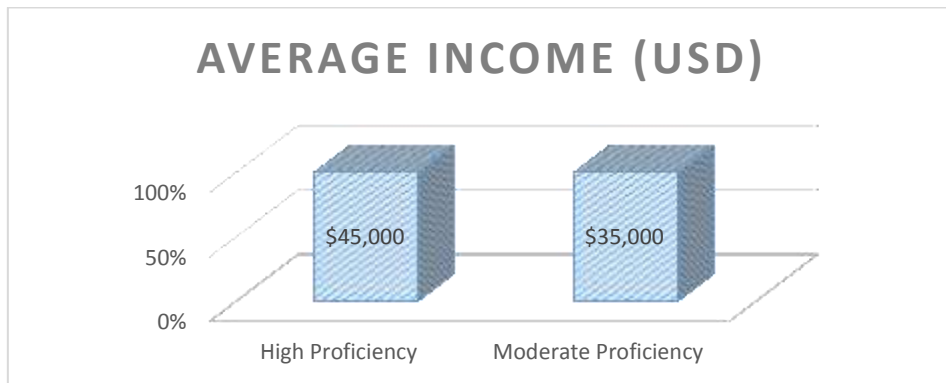 AVERAGE INCOME (USD)
100%
50%
0%
$45,000
$35,000
High Proficiency
Moderate Proficiency